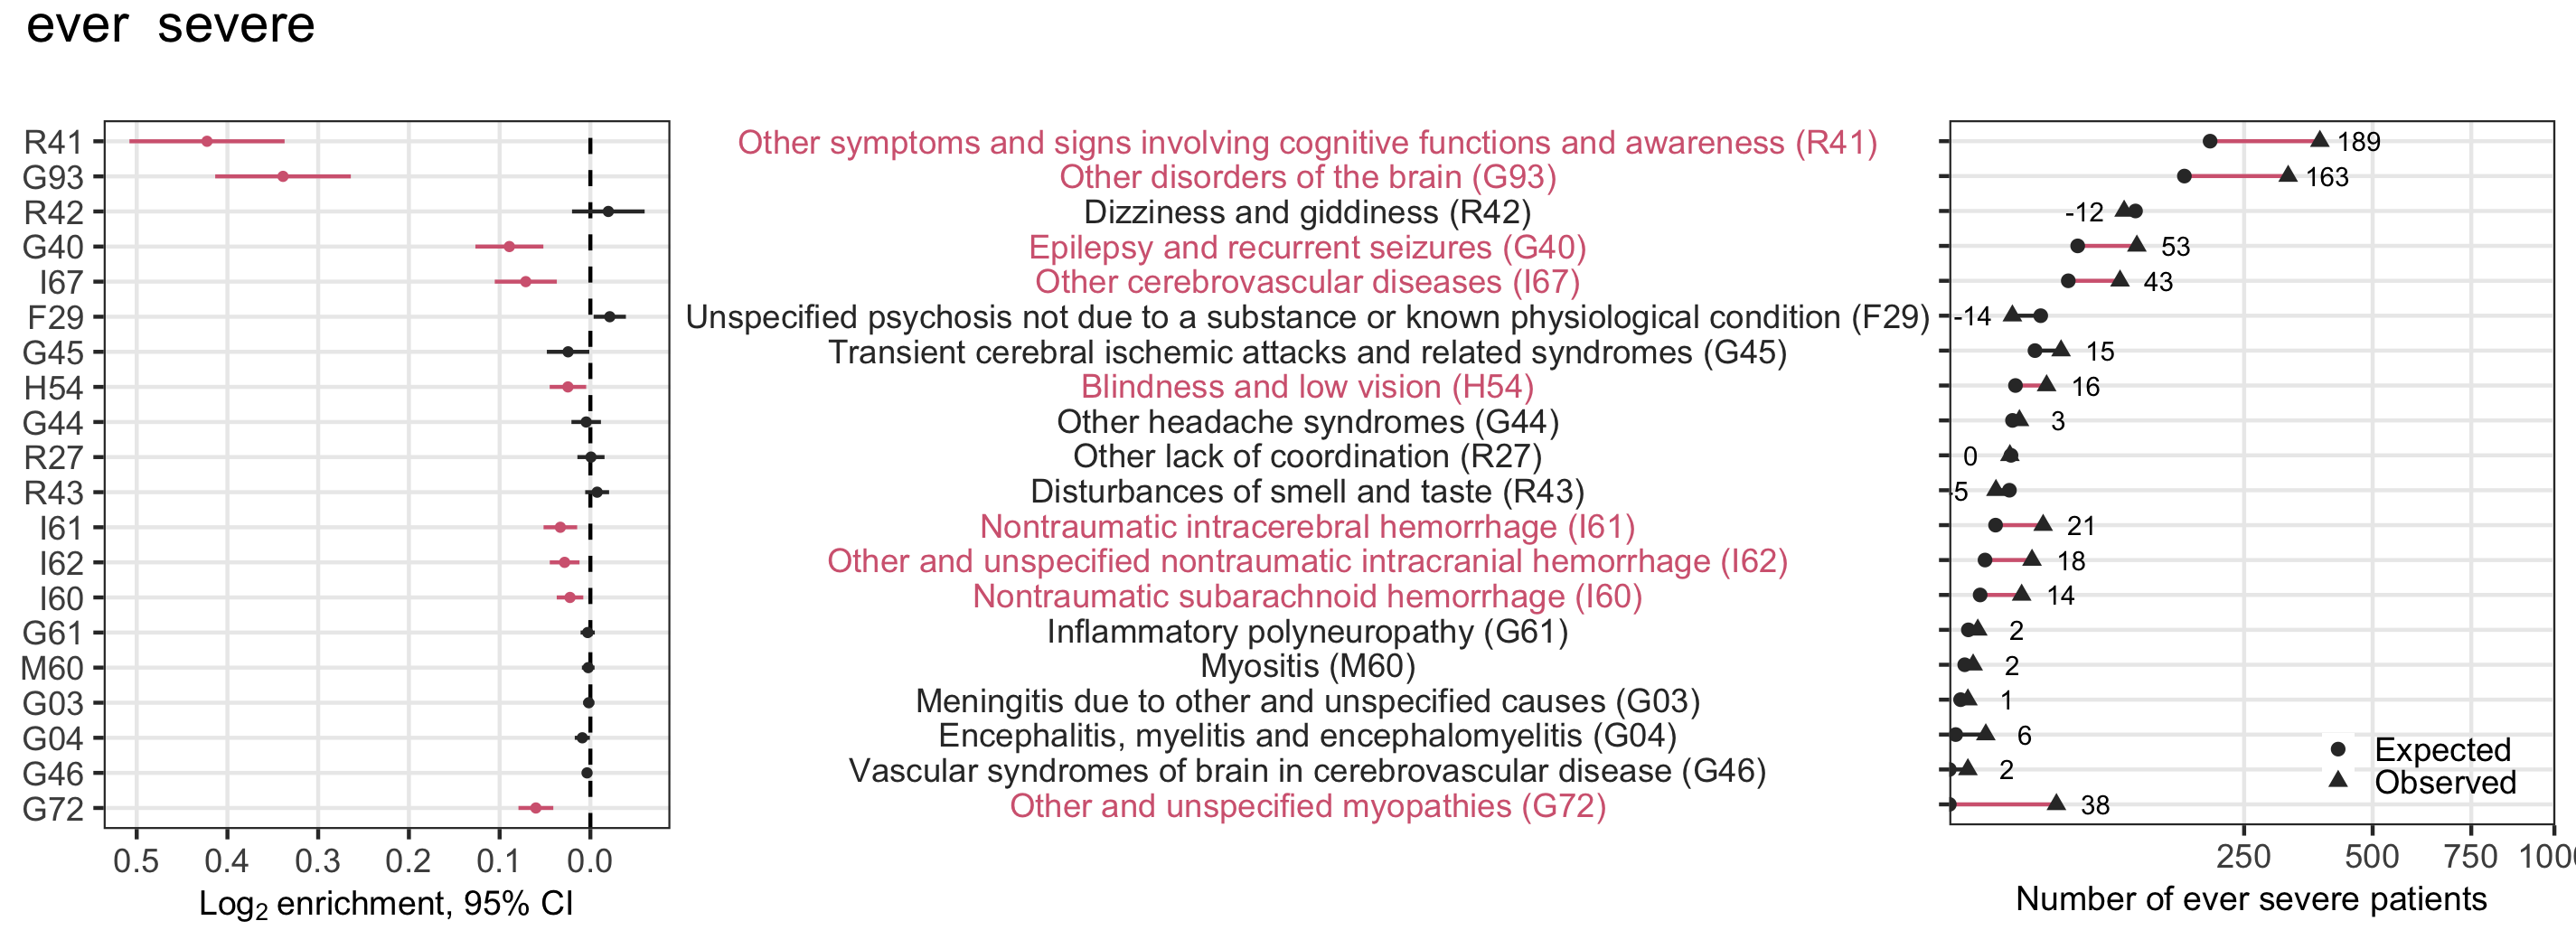 ever severe
R41 Other symptoms and signs involving cognitive functions and awareness (R41) 189
G93 Other disorders of the brain (G93) 163
R42 Dizziness and giddiness (R42) -12
G40 Epilepsy and recurrent seizures (G40) 53
I67 Other cerebrovascular diseases (I67) 43
F29 Unspecified psychosis not due to a substance or known physiological condition (F29) -14
G45 Transient cerebral ischemic attacks and related syndromes (G45) 15
H54 Blindness and low vision (H54) 16
G44 Other headache syndromes (G44) 3
R27 Other lack of coordination (R27) 0
R43 Disturbances of smell and taste (R43) -5
I61 Nontraumatic intracerebral hemorrhage (I61) 21
I62 Other and unspecified nontraumatic intracranial hemorrhage (I62) 18
I60 Nontraumatic subarachnoid hemorrhage (I60) 14
G61 Inflammatory polyneuropathy (G61) 2
M60 Myositis (M60) 2
G03 Meningitis due to other and unspecified causes (G03) 1
G04 Encephalitis, myelitis and encephalomyelitis (G04) 6
Expected
G46 Vascular syndromes of brain in cerebrovascular disease (G46) 2
Observed
G72 Other and unspecified myopathies (G72) 38
0.5 0.4 0.3 0.2 0.1 0.0 250 500 750
Log₂ enrichment, 95% CI Number of ever severe patients